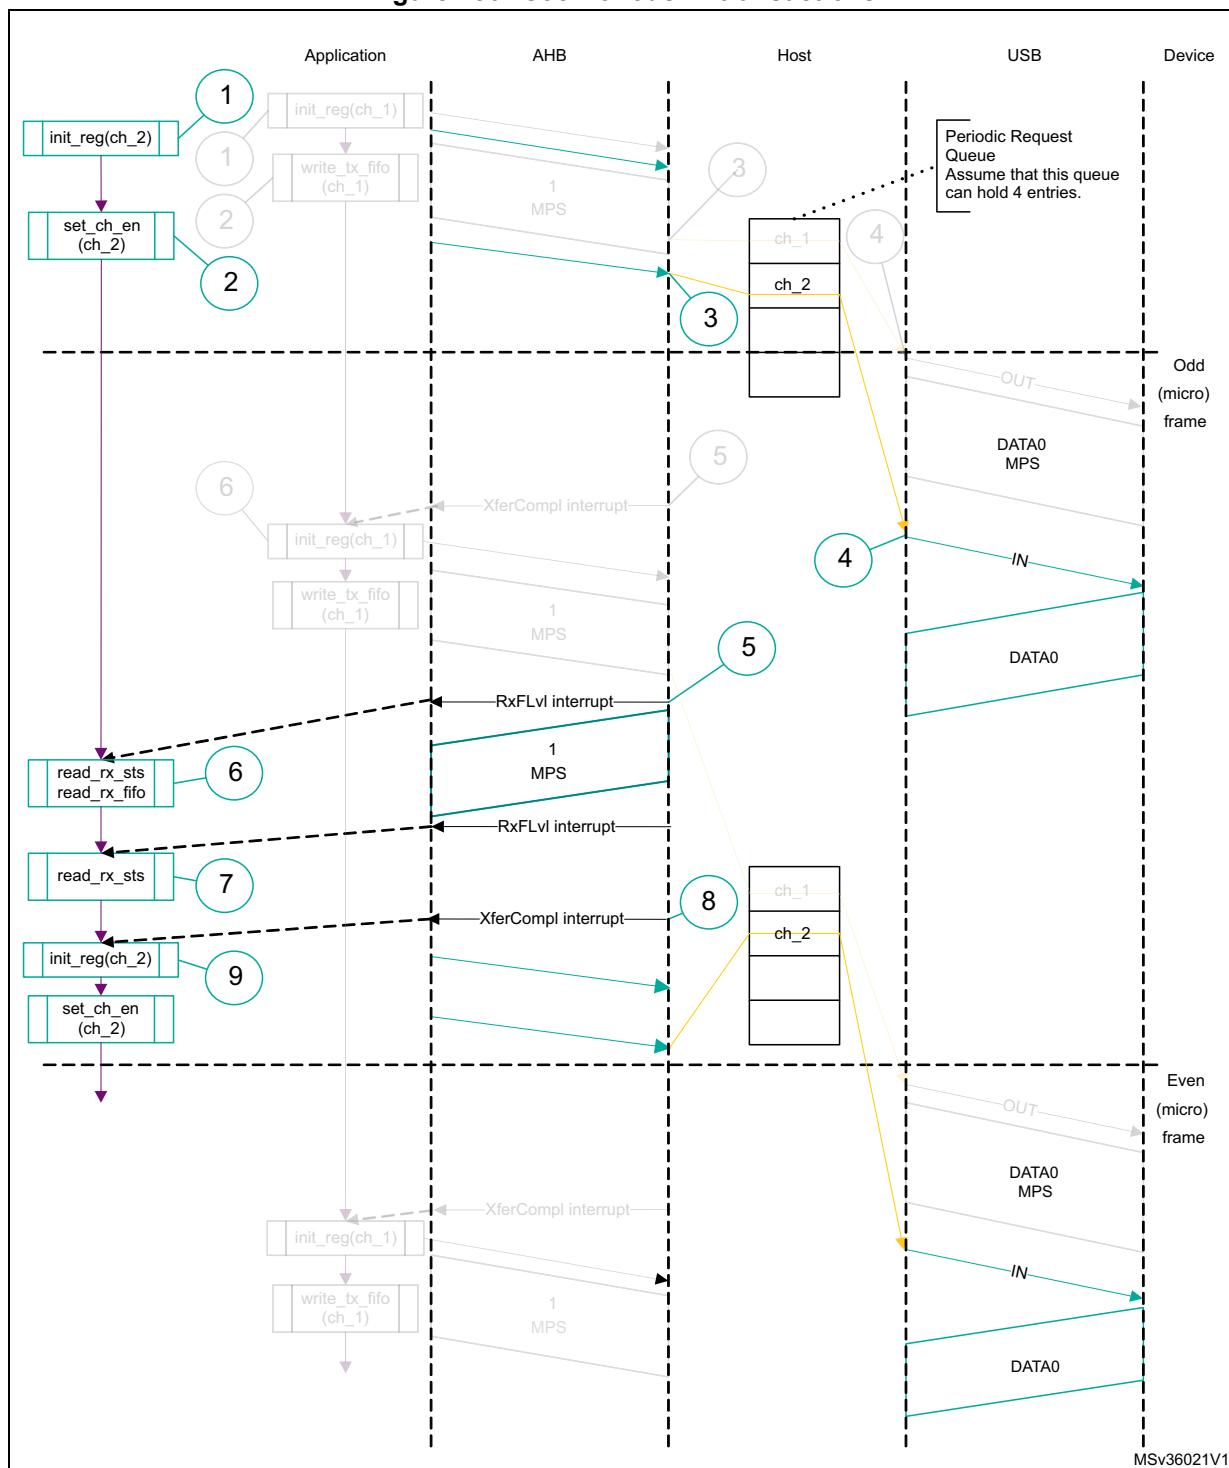 Application
AHB
Host
USB
Device
1
init_reg(ch_1)
init_reg(ch_2)
1
write_tx_fifo
(ch_1)
2
set_ch_en
(ch_2)
2
1
MPS
3
Periodic Request
Queue
Assume that this queue
can hold 4 entries.
4
ch_1
ch_2
3
Odd
(micro)
frame
OUT
DATA0
MPS
5
6
XferCompl interrupt
init_reg(ch_1)
4
IN
write_tx_fifo
(ch_1)
1
MPS
5
DATA0
RxFLvl interrupt
1
MPS
read_rx_sts
read_rx_fifo
6
RxFLvl interrupt
read_rx_sts
7
ch_1
8
XferCompl interrupt
ch_2
init_reg(ch_2)
9
set_ch_en
(ch_2)
Even
(micro)
frame
OUT
DATA0
MPS
XferCompl interrupt
init_reg(ch_1)
IN
write_tx_fifo
(ch_1)
1
MPS
DATA0
MSv36021V1